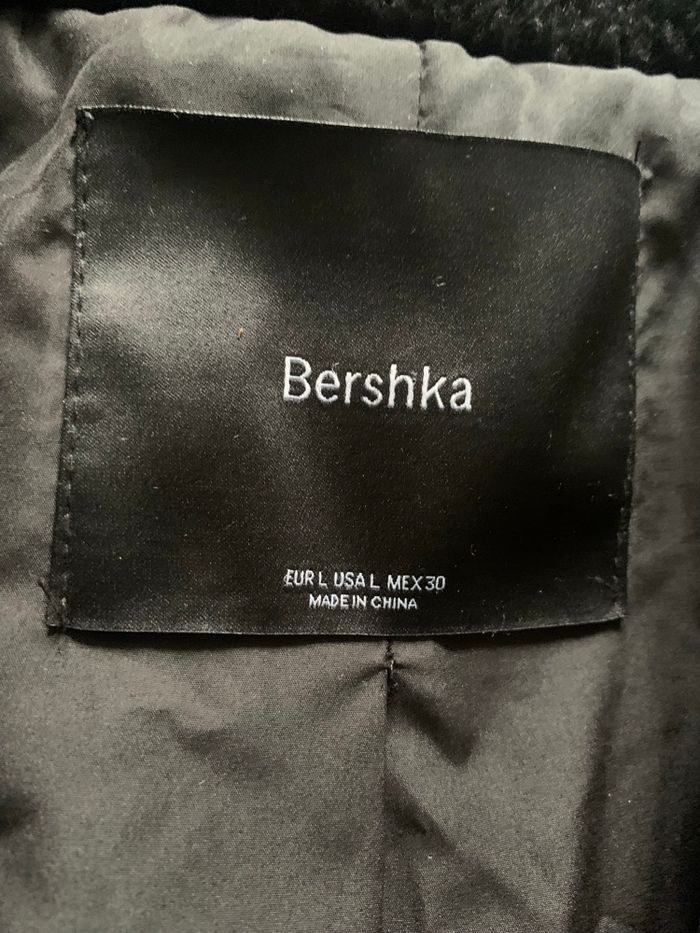 Bershka
EUR L USA L MEX 30
MADE IN CHINA